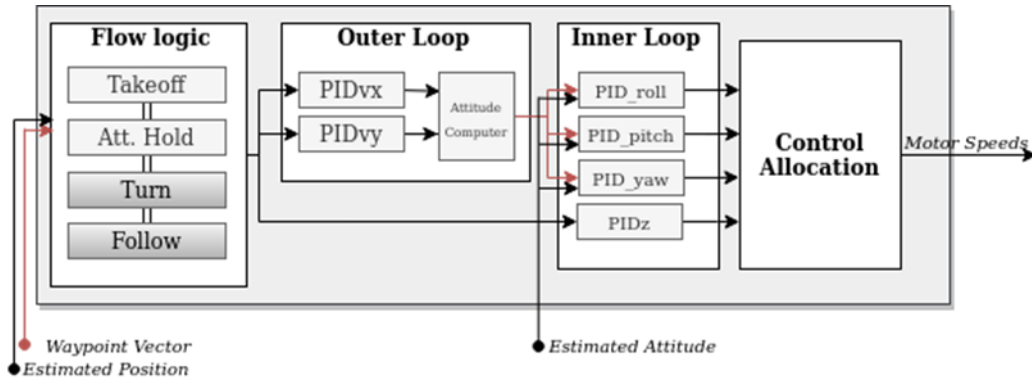 Flow logic
Takeoff
Att. Hold
Turn
Follow
Outer Loop
PIDvx
PIDvy
Attitude
Computer
Inner Loop
PID_roll
PID_pitch
PID_yaw
PIDz
Control
Allocation
Motor Speeds
Waypoint Vector
Estimated Position
Estimated Attitude